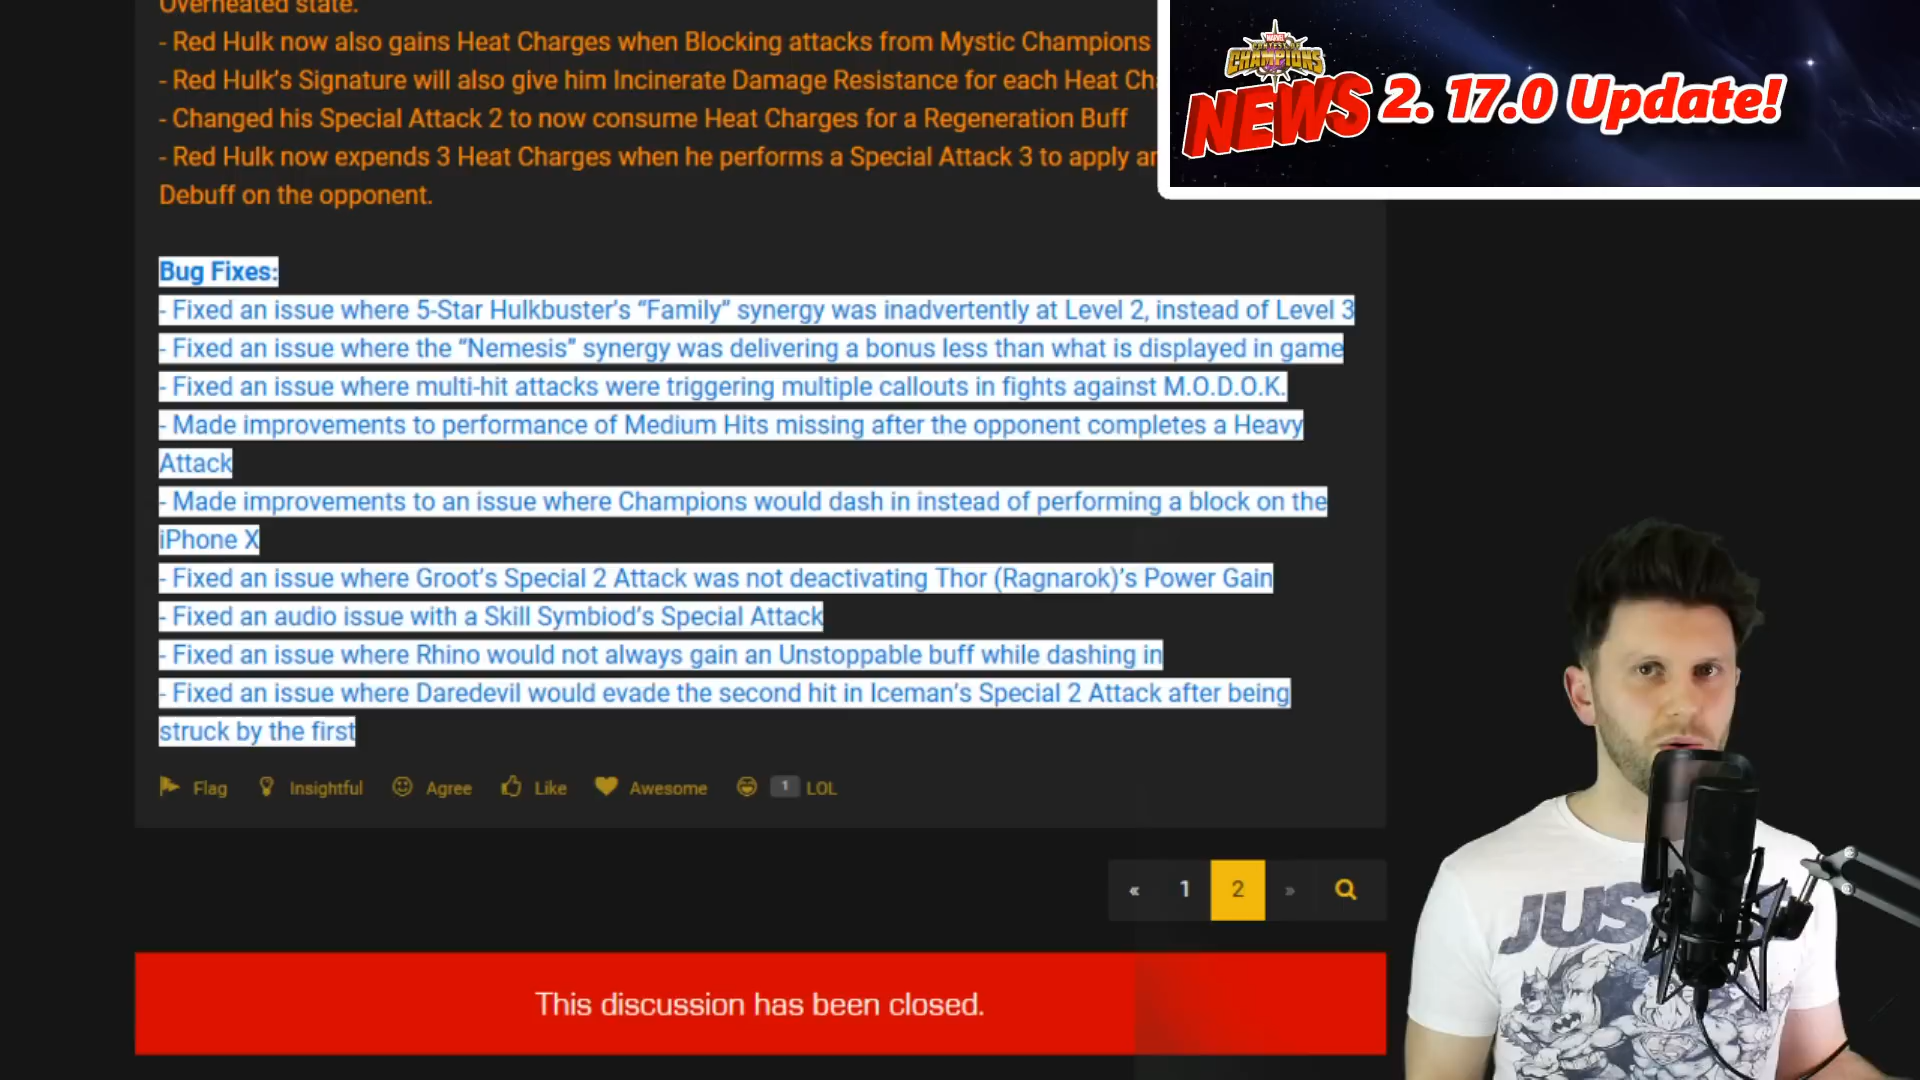 Overheated state.
- Red Hulk now also gains Heat Charges when Blocking attacks from Mystic Champions
- Red Hulk's Signature will also give him Incinerate Damage Resistance for each Heat Cha
- Changed his Special Attack 2 to now consume Heat Charges for a Regeneration Buff
- Red Hulk now expends 3 Heat Charges when he performs a Special Attack 3 to apply an
Debuff on the opponent.
MARVEL
CONTEST OF
CHAMPIONS
NEWS 2. 17.0 Update!
Bug Fixes:
- Fixed an issue where 5-Star Hulkbuster's “Family” synergy was inadvertently at Level 2, instead of Level 3
- Fixed an issue where the “Nemesis” synergy was delivering a bonus less than what is displayed in game
- Fixed an issue where multi-hit attacks were triggering multiple callouts in fights against M.O.D.O.K.
- Made improvements to performance of Medium Hits missing after the opponent completes a Heavy
Attack
- Made improvements to an issue where Champions would dash in instead of performing a block on the
iPhone X
- Fixed an issue where Groot's Special 2 Attack was not deactivating Thor (Ragnarok)'s Power Gain
- Fixed an audio issue with a Skill Symbiod's Special Attack
- Fixed an issue where Rhino would not always gain an Unstoppable buff while dashing in
- Fixed an issue where Daredevil would evade the second hit in Iceman's Special 2 Attack after being
struck by the first
Flag Insightful Agree Like Awesome 1 LOL
« 1 2 »
This discussion has been closed.